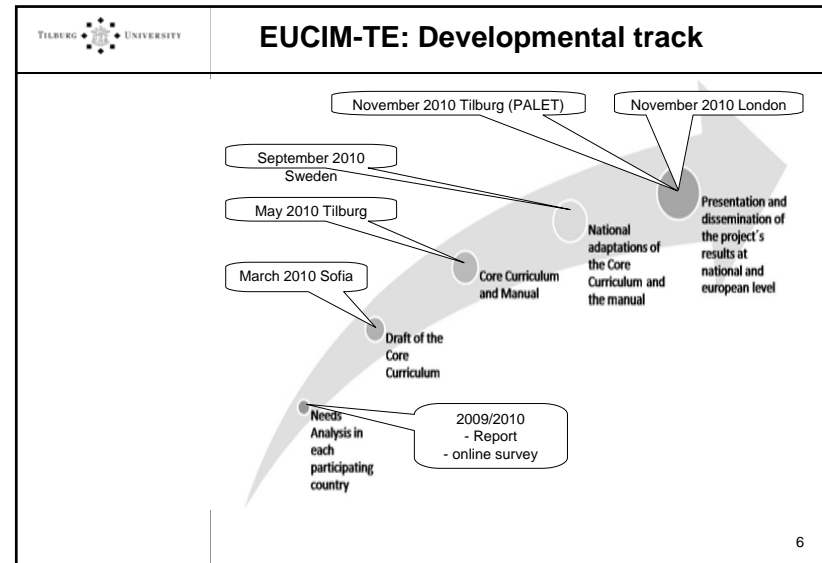 TILBURG UNIVERSITY
EUCIM-TE: Developmental track
November 2010 Tilburg (PALET)
November 2010 London
September 2010
Sweden
May 2010 Tilburg
March 2010 Sofia
Presentation and
dissemination of
the project´s
results at
national and
european level
National
adaptations of
the Core
Curriculum and
the manual
Core Curriculum
and Manual
Draft of the
Core
Curriculum
Needs
Analysis in
each
participating
country
2009/2010
- Report
- online survey
6